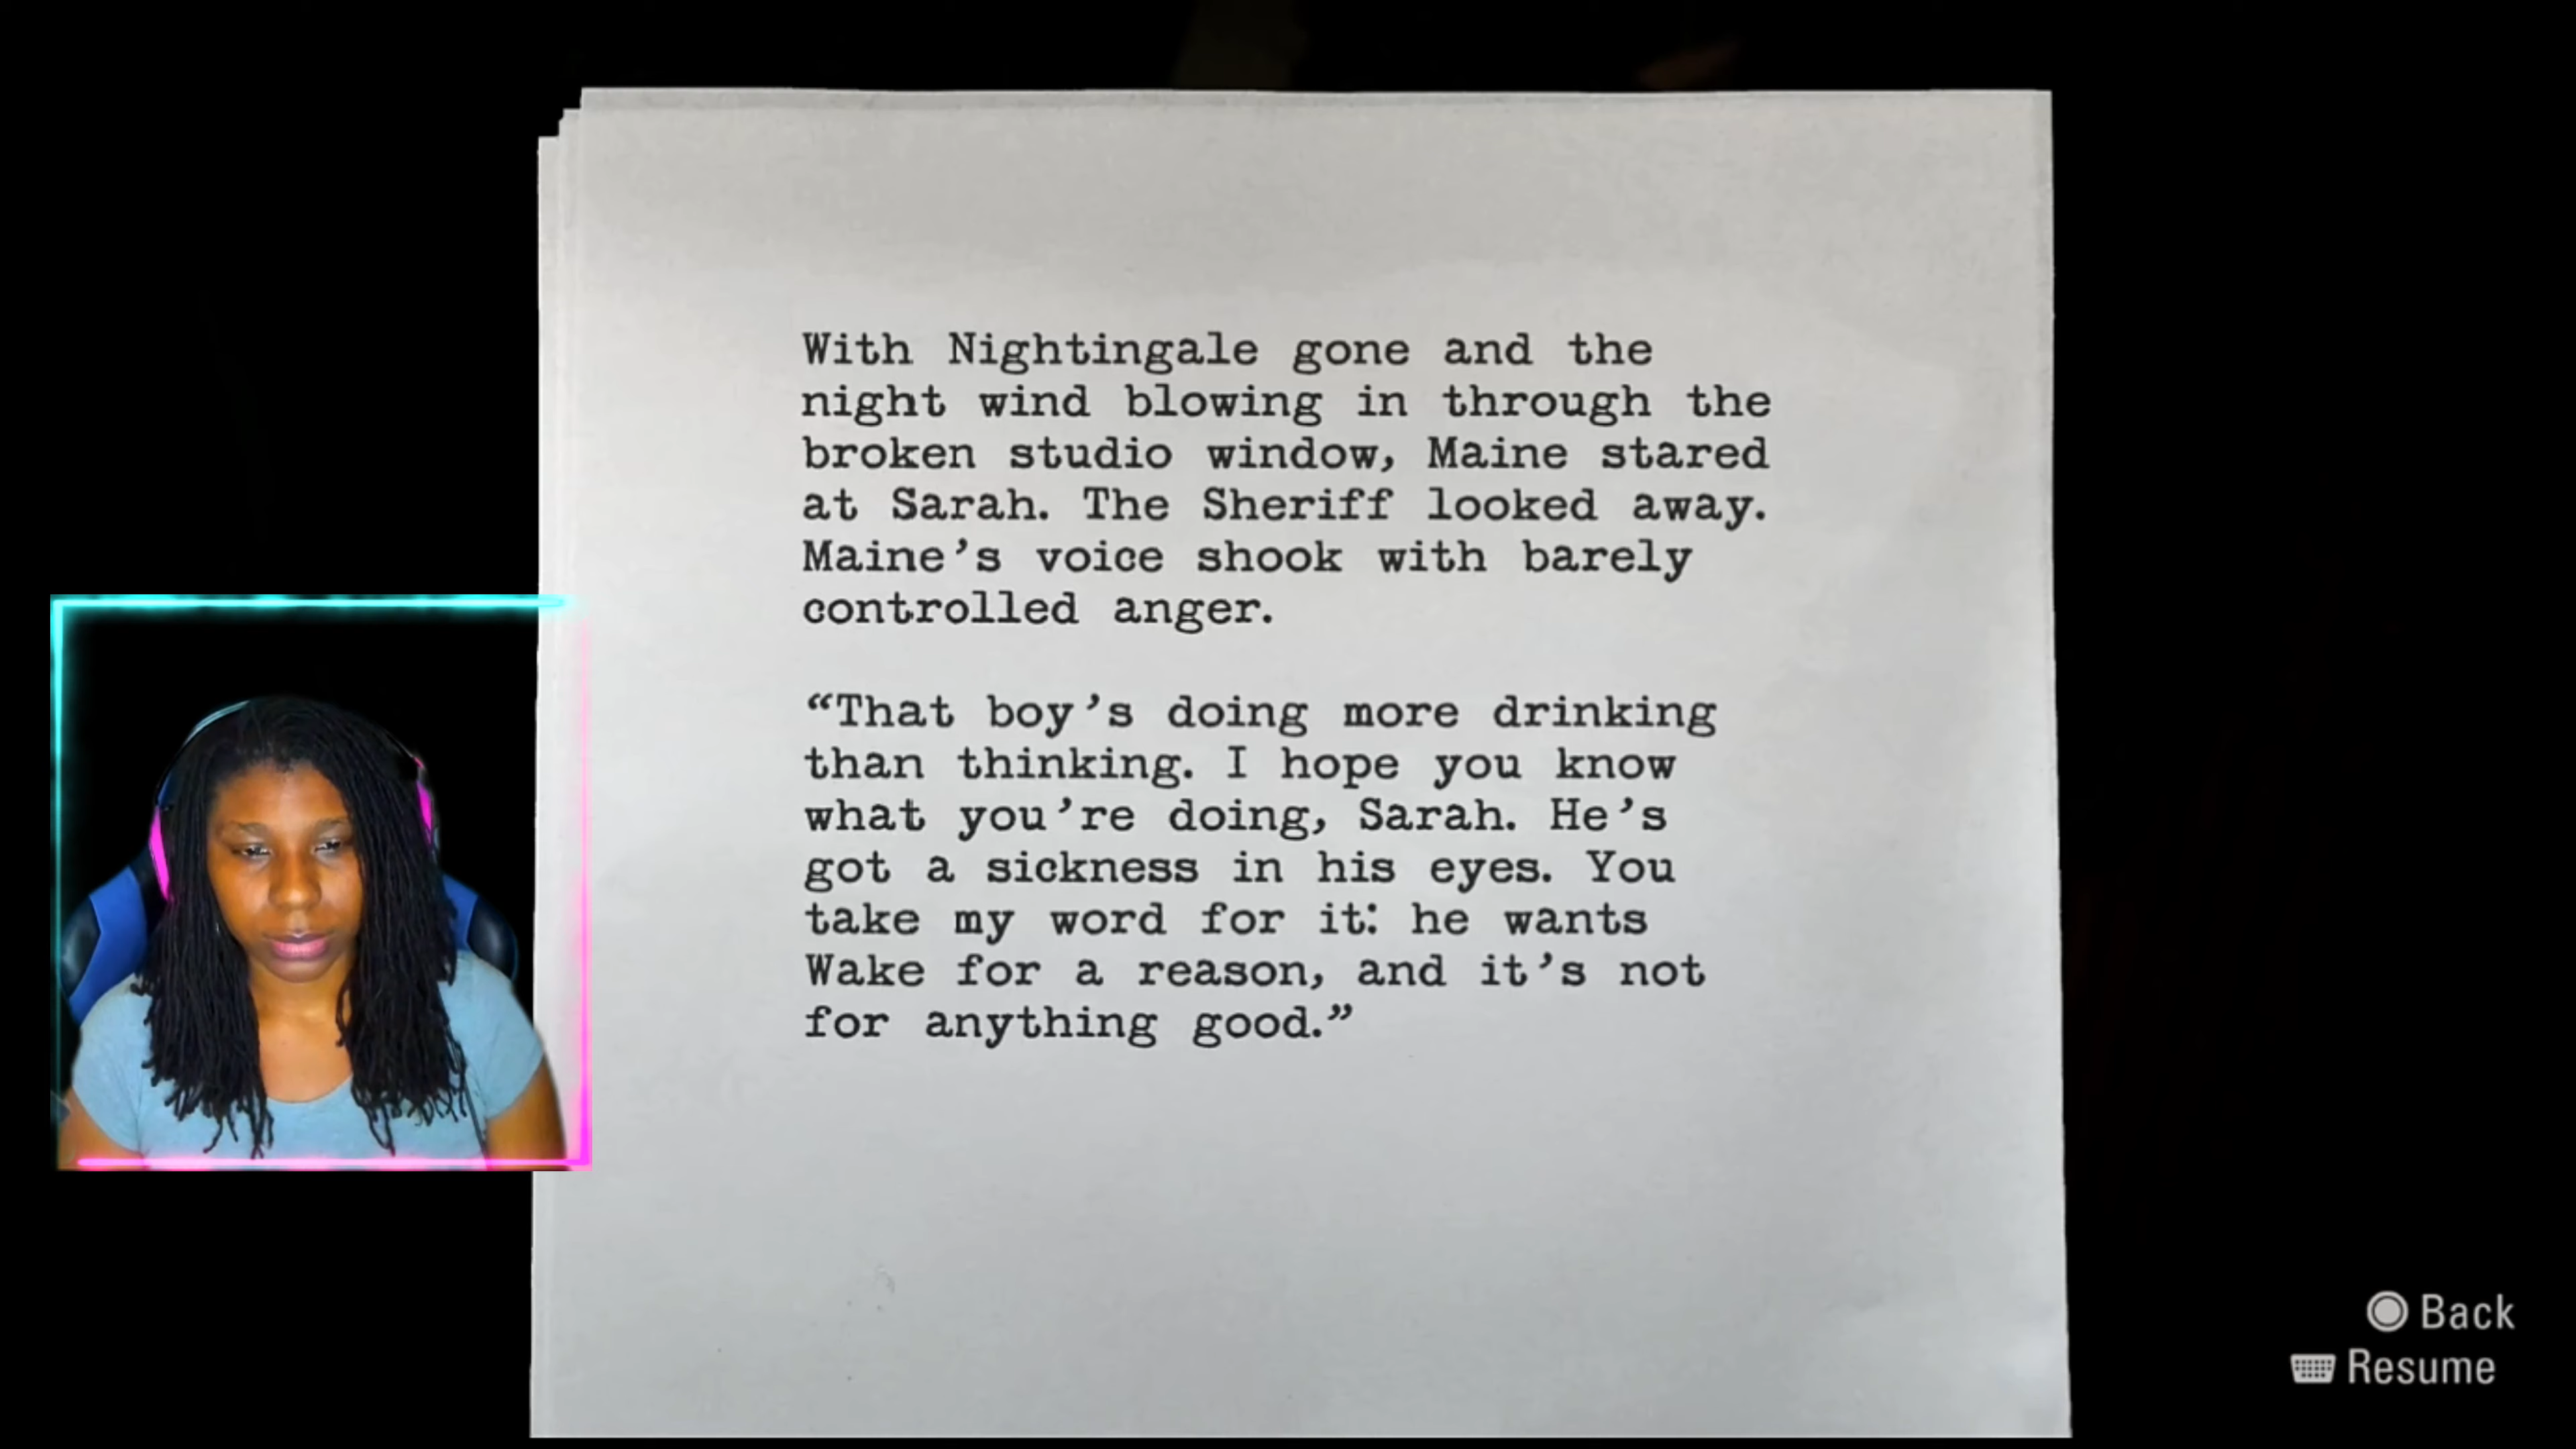 With Nightingale gone and the
night wind blowing in through the
broken studio window, Maine stared
at Sarah. The Sheriff looked away.
Maine’s voice shook with barely
controlled anger.
“That boy’s doing more drinking
than thinking. I hope you know
what you’re doing, Sarah. He’s
got a sickness in his eyes. You
take my word for it: he wants
Wake for a reason, and it’s not
for anything good.”
Back
Resume